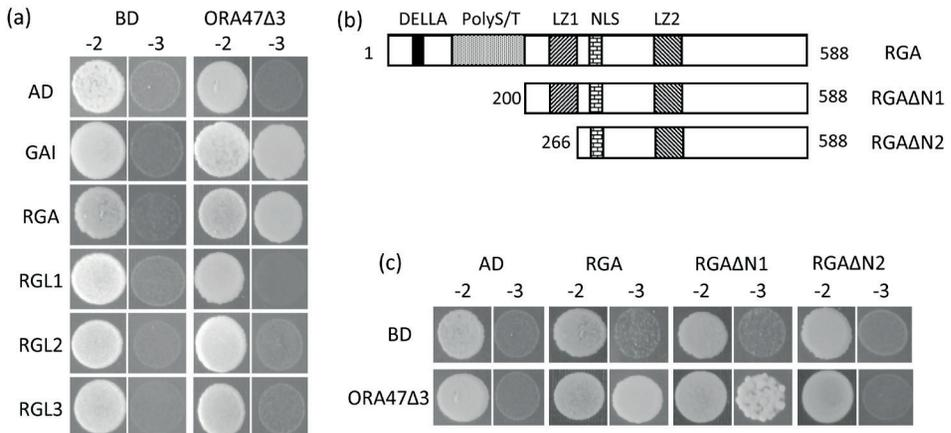 (a) BD ORA47Δ3
-2 -3 -2 -3
AD
GAI
RGA
RGL1
RGL2
RGL3
(b) DELLA PolyS/T LZ1 NLS LZ2
1 588 RGA
200 588 RGAΔN1
266 588 RGAΔN2
(c) AD RGA RGAΔN1 RGAΔN2
-2 -3 -2 -3 -2 -3 -2 -3
BD
ORA47Δ3